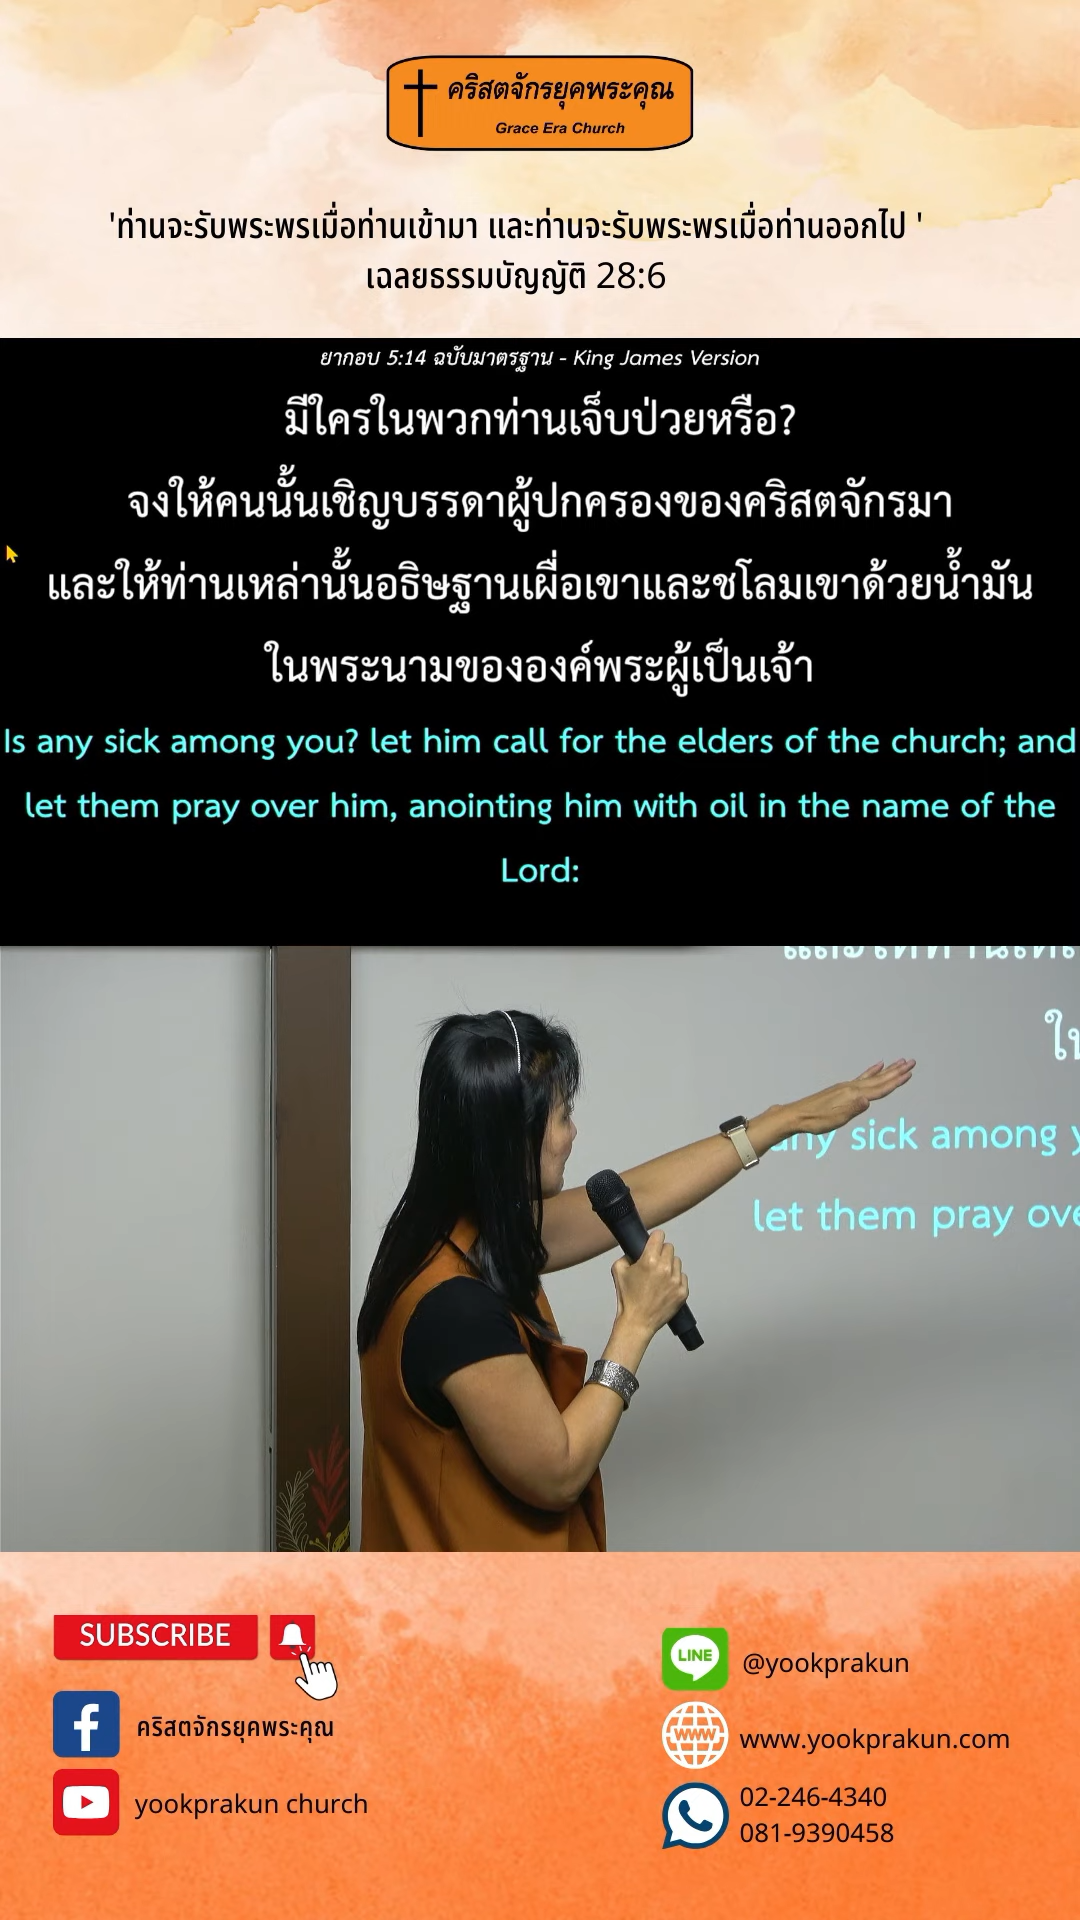 คริสตจักรยุคพระคุณ
Grace Era Church
'ท่านจะรับพระพรเมื่อท่านเข้ามา และท่านจะรับพระพรเมื่อท่านออกไป '
เฉลยธรรมบัญญัติ 28:6
ยากอบ 5:14 ฉบับมาตรฐาน - King James Version
มีใครในพวกท่านเจ็บป่วยหรือ?
จงให้คนนั้นเชิญบรรดาผู้ปกครองของคริสตจักรมา
และให้ท่านเหล่านั้นอธิษฐานเผื่อเขาและชโลมเขาด้วยน้ำมัน
ในพระนามขององค์พระผู้เป็นเจ้า
Is any sick among you? let him call for the elders of the church; and
let them pray over him, anointing him with oil in the name of the
Lord:
any sick among
let them pray ove
SUBSCRIBE
คริสตจักรยุคพระคุณ
yookprakun church
LINE
@yookprakun
WWW
www.yookprakun.com
02-246-4340
081-9390458